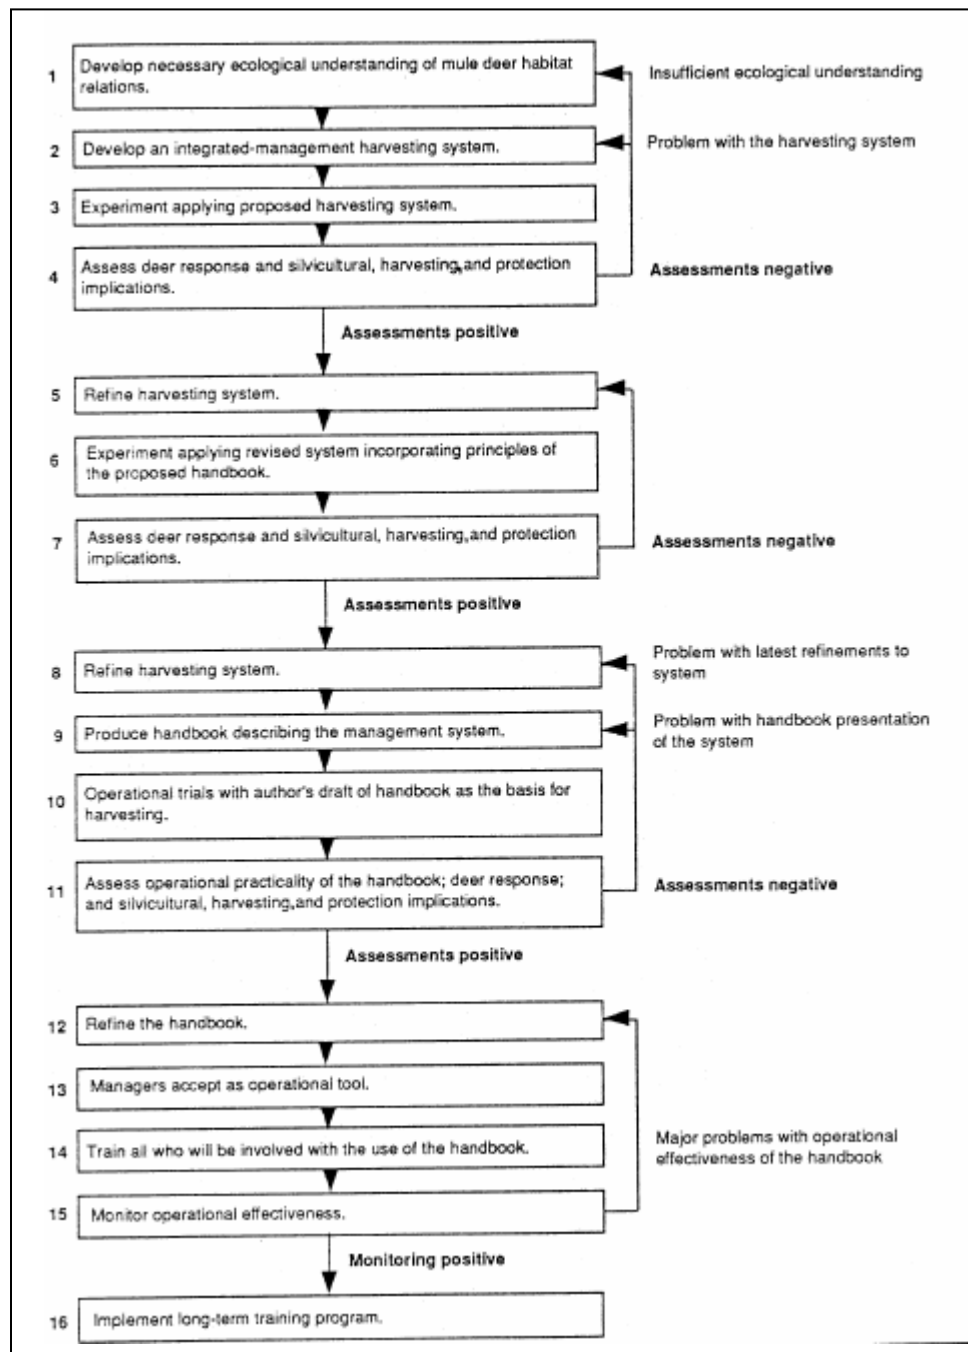 1 Develop necessary ecological understanding of mule deer habitat
relations.
Insufficient ecological understanding
2 Develop an integrated-management harvesting system.
Problem with the harvesting system
3 Experiment applying proposed harvesting system.
4 Assess deer response and silvicultural, harvesting, and protection
implications.
Assessments negative
Assessments positive
5 Refine harvesting system.
6 Experiment applying revised system incorporating principles of
the proposed handbook.
7 Assess deer response and silvicultural, harvesting, and protection
implications.
Assessments negative
Assessments positive
8 Refine harvesting system.
Problem with latest refinements to
system
9 Produce handbook describing the management system.
Problem with handbook presentation
of the system
10 Operational trials with author's draft of handbook as the basis for
harvesting.
11 Assess operational practicality of the handbook; deer response;
and silvicultural, harvesting, and protection implications.
Assessments negative
Assessments positive
12 Refine the handbook.
13 Managers accept as operational tool.
14 Train all who will be involved with the use of the handbook.
Major problems with operational
effectiveness of the handbook
15 Monitor operational effectiveness.
Monitoring positive
16 Implement long-term training program.